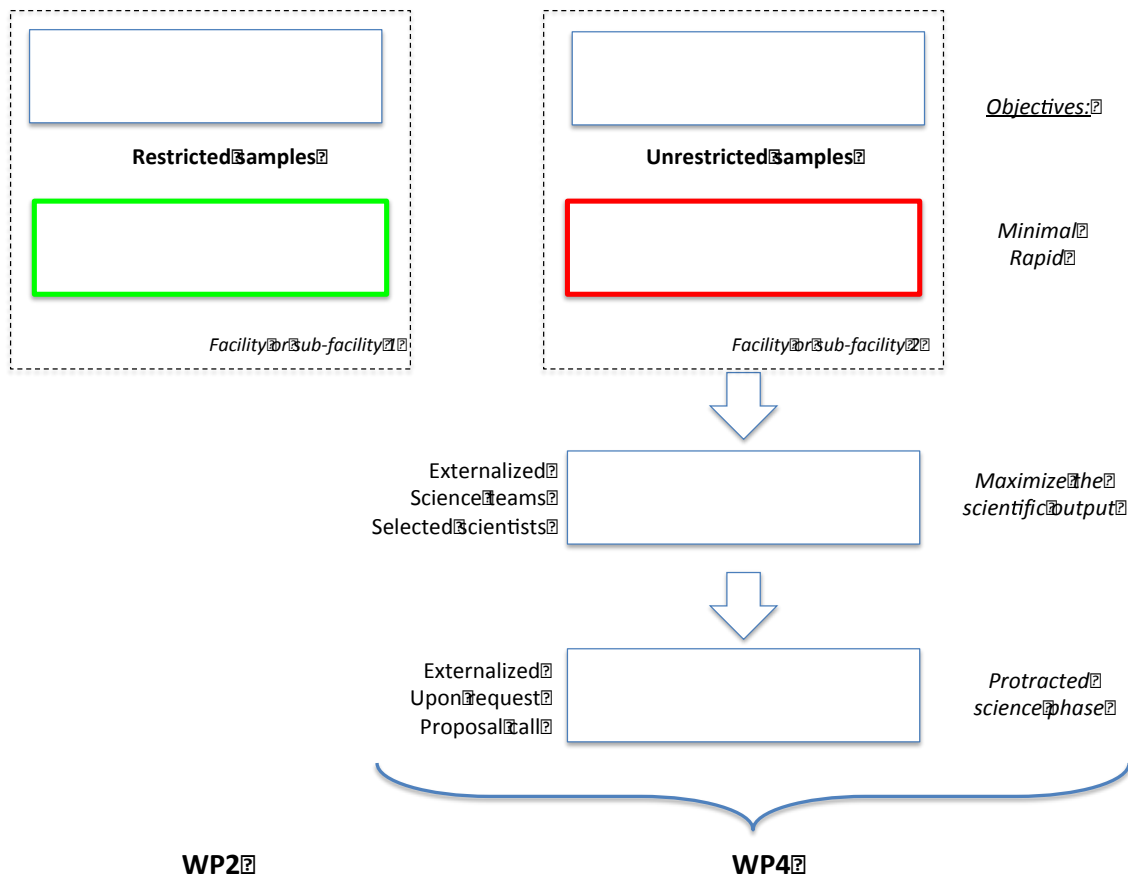 Objectives:
Restricted samples
Unrestricted samples
Minimal
Rapid
Facility or sub-facility 1
Facility or sub-facility 2
Externalized
Science teams
Selected scientists
Maximize the
scientific output
Externalized
Upon request
Proposal call
Protracted
science phase
WP2
WP4